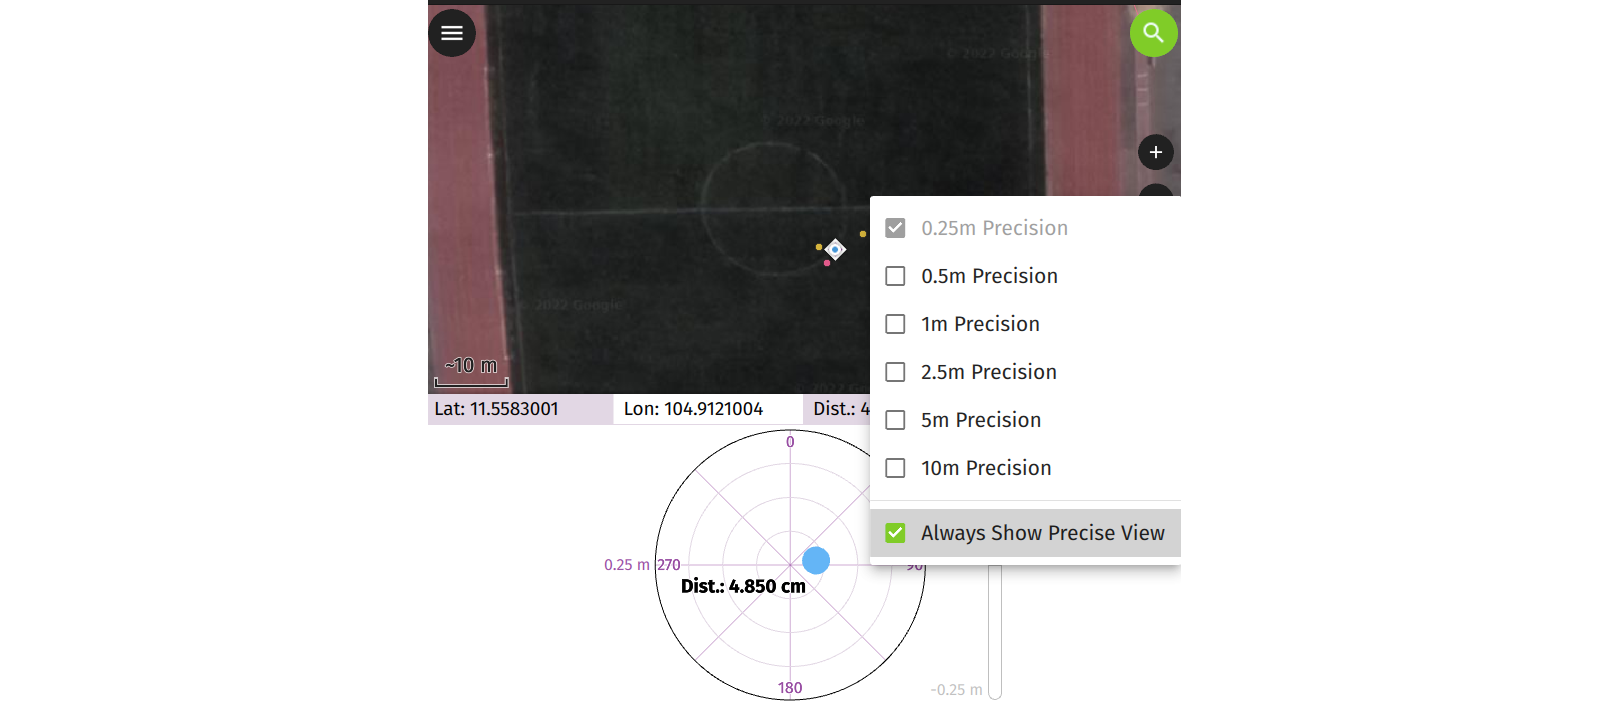 © 2022 Google
© 2022 Google
0.25m Precision
0.5m Precision
© 2022 Google
1m Precision
~10 m
2.5m Precision
Lat: 11.5583001
Lon: 104.9121004
Dist.: 4
5m Precision
0
10m Precision
Always Show Precise View
0.25 m
270
90
Dist.: 4.850 cm
180
-0.25 m